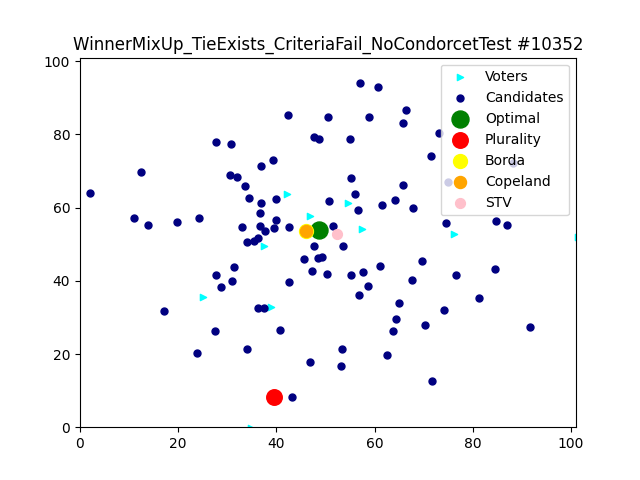 WinnerMixUp_TieExists_CriteriaFail_NoCondorcetTest #10352
100
80
60
40
20
0
0 20 40 60 80 100
Voters
Candidates
Optimal
Plurality
Borda
Copeland
STV